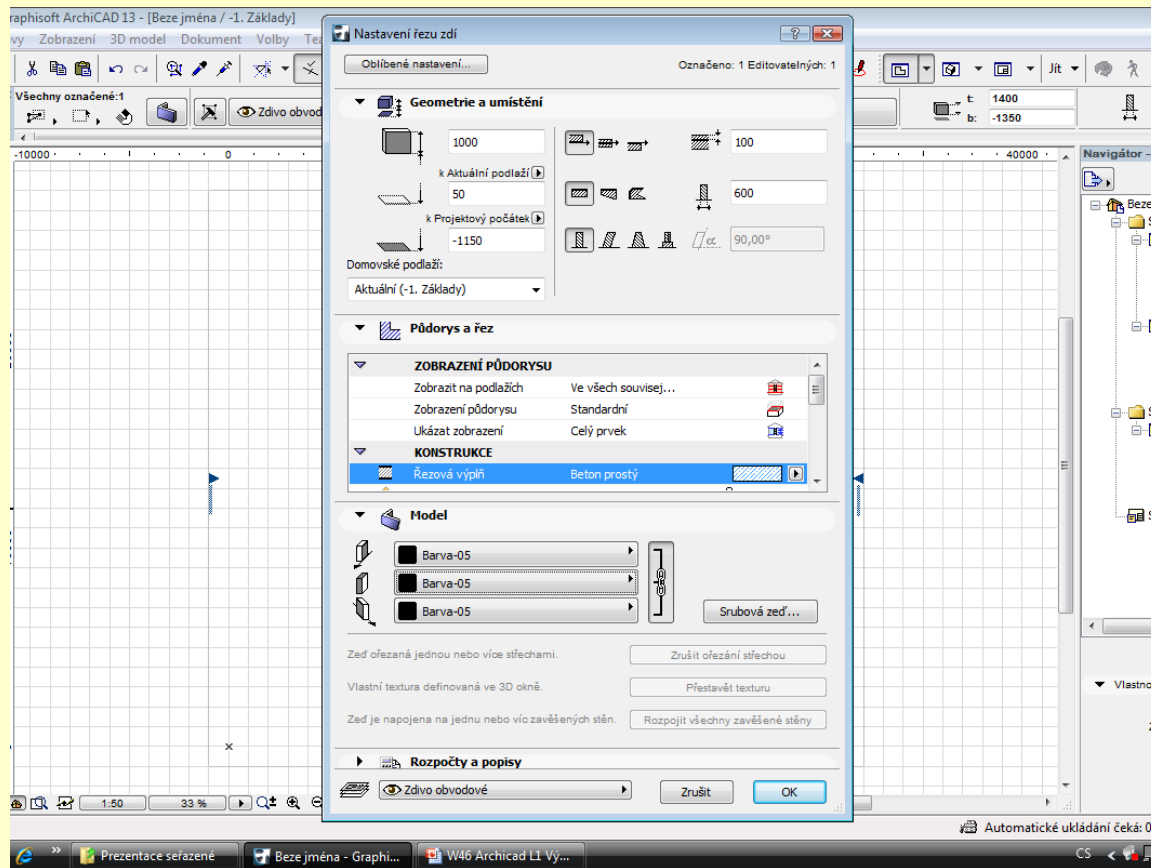 raphisoft ArchiCAD 13 - [Beze jména / -1. Základy]
vy Zobrazení 3D model Dokument Volby Tea
Jít
Všechny označené:1
Zdivo obvod
t: 1400
b: -1350
-10000
0
40000
Navigátor -
Beze
Vlastno
Nastavení řezu zdí
Oblíbené nastavení...
Označeno: 1 Editovatelných: 1
Geometrie a umístění
1000
100
k Aktuální podlaží
50
600
k Projektový počátek
-1150
α
90,00°
Domovské podlaží:
Aktuální (-1. Základy)
Půdorys a řez
ZOBRAZENÍ PŮDORYSU
Zobrazit na podlažích Ve všech souvisej...
Zobrazení půdorysu Standardní
Ukázat zobrazení Celý prvek
KONSTRUKCE
Řezová výplň Beton prostý
Model
Barva-05
Barva-05
Barva-05
Srubová zeď...
Zeď ořezaná jednou nebo více střechami.
Zrušit ořezání střechou
Vlastní textura definovaná ve 3D okně.
Přestavět texturu
Zeď je napojena na jednu nebo víc zavěšených stěn.
Rozpojit všechny zavěšené stěny
Rozpočty a popisy
Zdivo obvodové
Zrušit
OK
1:50
33 %
Automatické ukládání čeká: 0
Prezentace seřazené
Beze jména - Graphi...
W46 Archicad L1 Vý...
CS